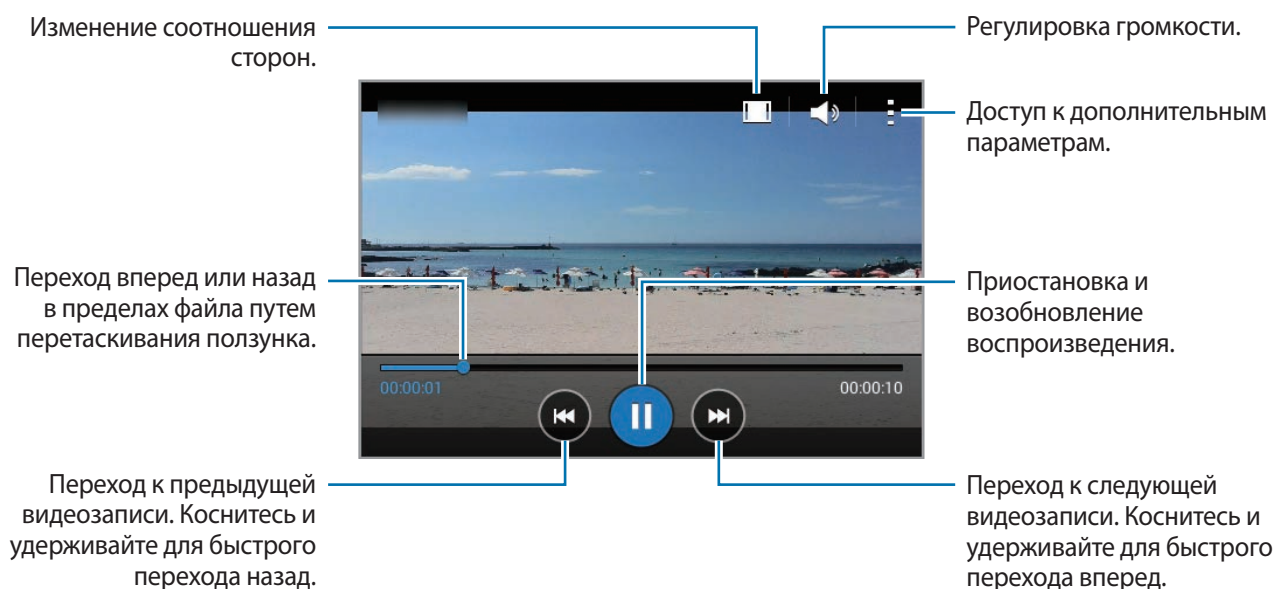 Изменение соотношения
сторон.
Регулировка громкости.
Доступ к дополнительным
параметрам.
Переход вперед или назад
в пределах файла путем
перетаскивания ползунка.
Приостановка и
возобновление
воспроизведения.
00:00:01
00:00:10
Переход к предыдущей
видеозаписи. Коснитесь и
удерживайте для быстрого
перехода назад.
Переход к следующей
видеозаписи. Коснитесь и
удерживайте для быстрого
перехода вперед.